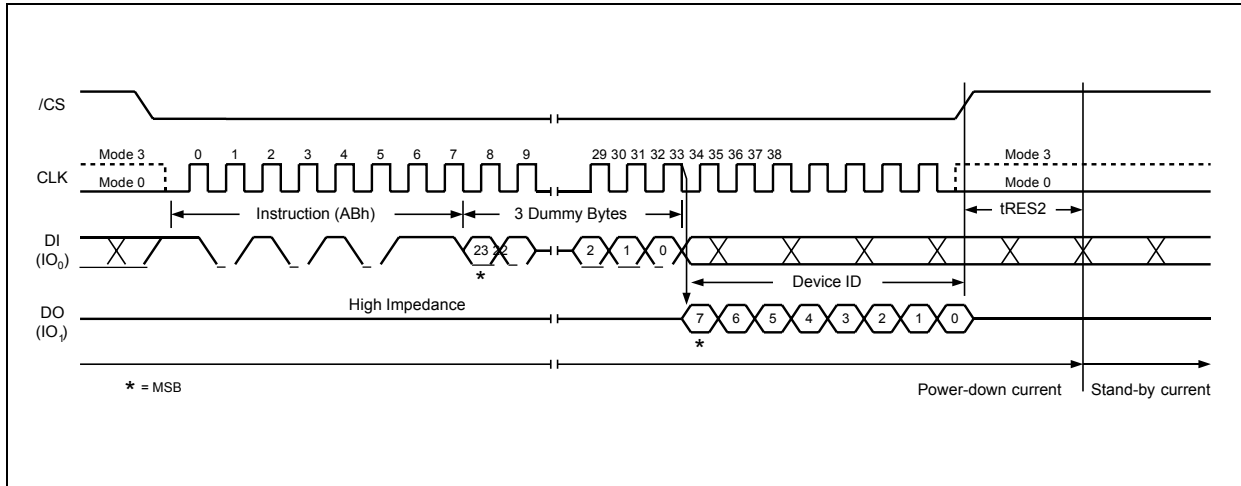 /CS
Mode 3
0 1 2 3 4 5 6 7 8 9 29 30 31 32 33 34 35 36 37 38
Mode 3
CLK
Mode 0
Mode 0
Instruction (ABh)
3 Dummy Bytes
tRES2
DI
(IO0)
23 22 2 1 0
*
Device ID
High Impedance
DO
(IO1)
7 6 5 4 3 2 1 0
*
* = MSB
Power-down current
Stand-by current